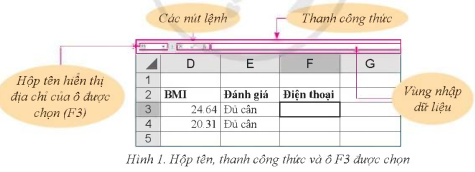 Các nút lệnh
Thanh công thức
Hộp tên hiển thị
địa chỉ của ô được
chọn (F3)
Vùng nhập
dữ liệu
D E F G
1
2 BMI Đánh giá Điện thoại
3 24.64 Đủ cân
4 20.31 Đủ cân
5
Hình 1. Hộp tên, thanh công thức và ô F3 được chọn